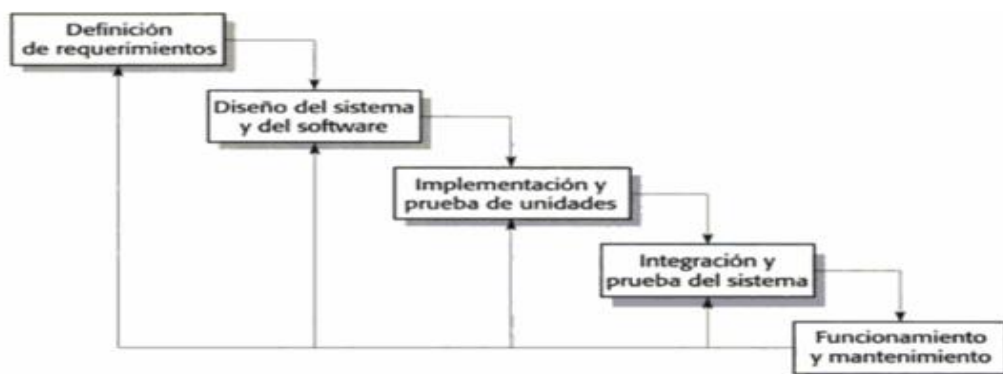 Definición
de requerimientos
Diseño del sistema
y del software
Implementación y
prueba de unidades
Integración y
prueba del sistema
Funcionamiento
y mantenimiento